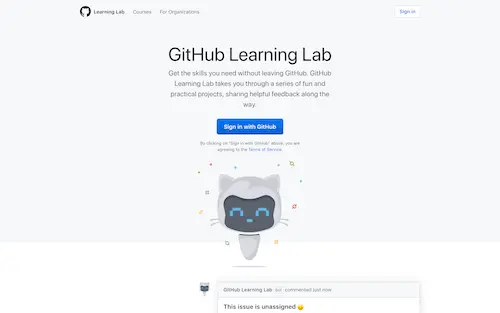 Learning Lab Courses For Organizations Sign in
GitHub Learning Lab
Get the skills you need without leaving GitHub. GitHub
Learning Lab takes you through a series of fun and
practical projects, sharing helpful feedback along the
way.
Sign in with GitHub
By clicking on "Sign in with GitHub" above, you are
agreeing to the Terms of Service.
GitHub Learning Lab BOT commented just now
This issue is unassigned 😞